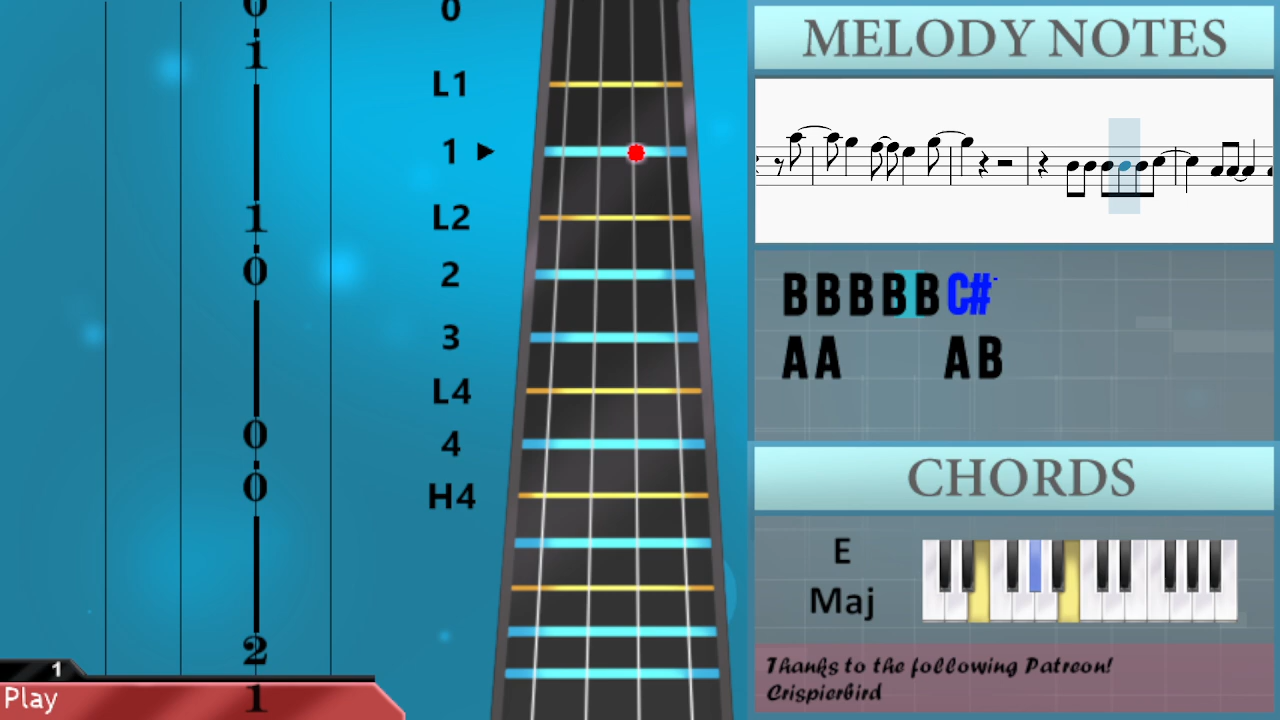 0
1
1
0
0
0
2
1
1
Play
0
L1
1
L2
2
3
L4
4
H4
MELODY NOTES
BBBBBC#-
AA AB
CHORDS
E
Maj
Thanks to the following Patreon!
Crispierbird